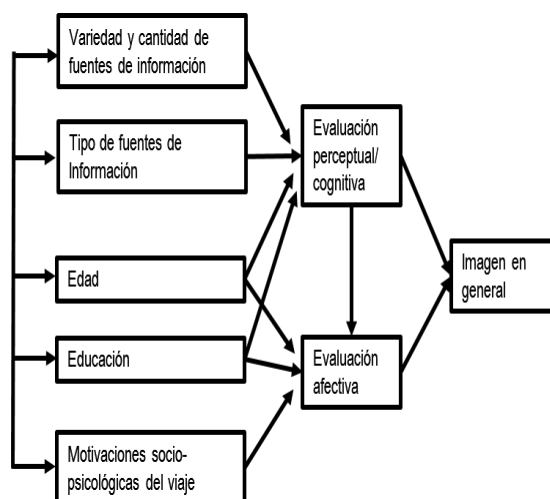 Variedad y cantidad de
fuentes de información
Tipo de fuentes de
Información
Edad
Educación
Motivaciones socio-
psicológicas del viaje
Evaluación
perceptual/
cognitiva
Evaluación
afectiva
Imagen en
general